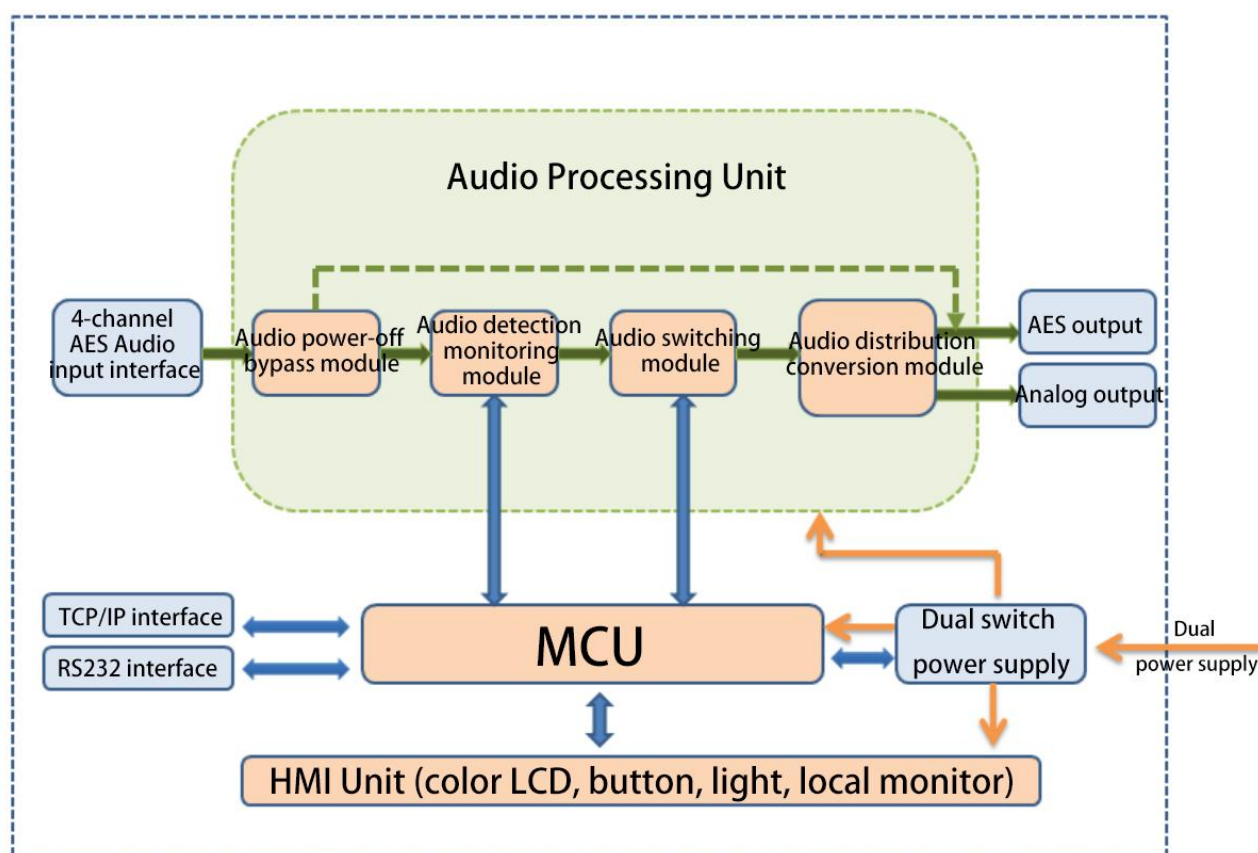 Audio Processing Unit
4-channel
AES Audio
input interface
Audio power-off
bypass module
Audio detection
monitoring
module
Audio switching
module
Audio distribution
conversion module
AES output
Analog output
TCP/IP interface
RS232 interface
MCU
Dual switch
power supply
Dual
power supply
HMI Unit (color LCD, button, light, local monitor)